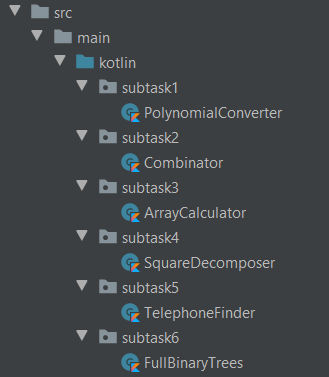 src
main
kotlin
subtask1
PolynomialConverter
subtask2
Combinator
subtask3
ArrayCalculator
subtask4
SquareDecomposer
subtask5
TelephoneFinder
subtask6
FullBinaryTrees